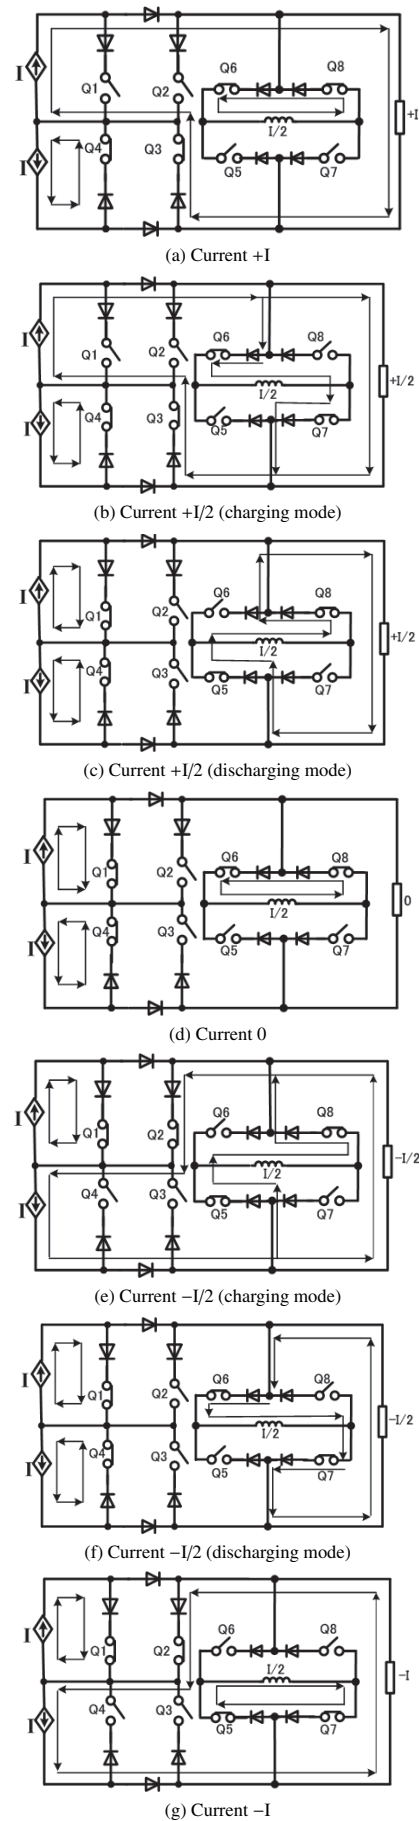 I
Q1
Q2
Q6
Q8
+I
I/2
I
Q4
Q3
Q5
Q7
(a) Current +I
I
Q1
Q2
Q6
Q8
+I/2
I/2
I
Q4
Q3
Q5
Q7
(b) Current +I/2 (charging mode)
I
Q1
Q2
Q6
Q8
+I/2
I/2
I
Q4
Q3
Q5
Q7
(c) Current +I/2 (discharging mode)
I
Q1
Q2
Q6
Q8
0
I/2
I
Q4
Q3
Q5
Q7
(d) Current 0
I
Q1
Q2
Q6
Q8
−I/2
I/2
I
Q4
Q3
Q5
Q7
(e) Current −I/2 (charging mode)
I
Q1
Q2
Q6
Q8
−I/2
I/2
I
Q4
Q3
Q5
Q7
(f) Current −I/2 (discharging mode)
I
Q1
Q2
Q6
Q8
−I
I/2
I
Q4
Q3
Q5
Q7
(g) Current −I